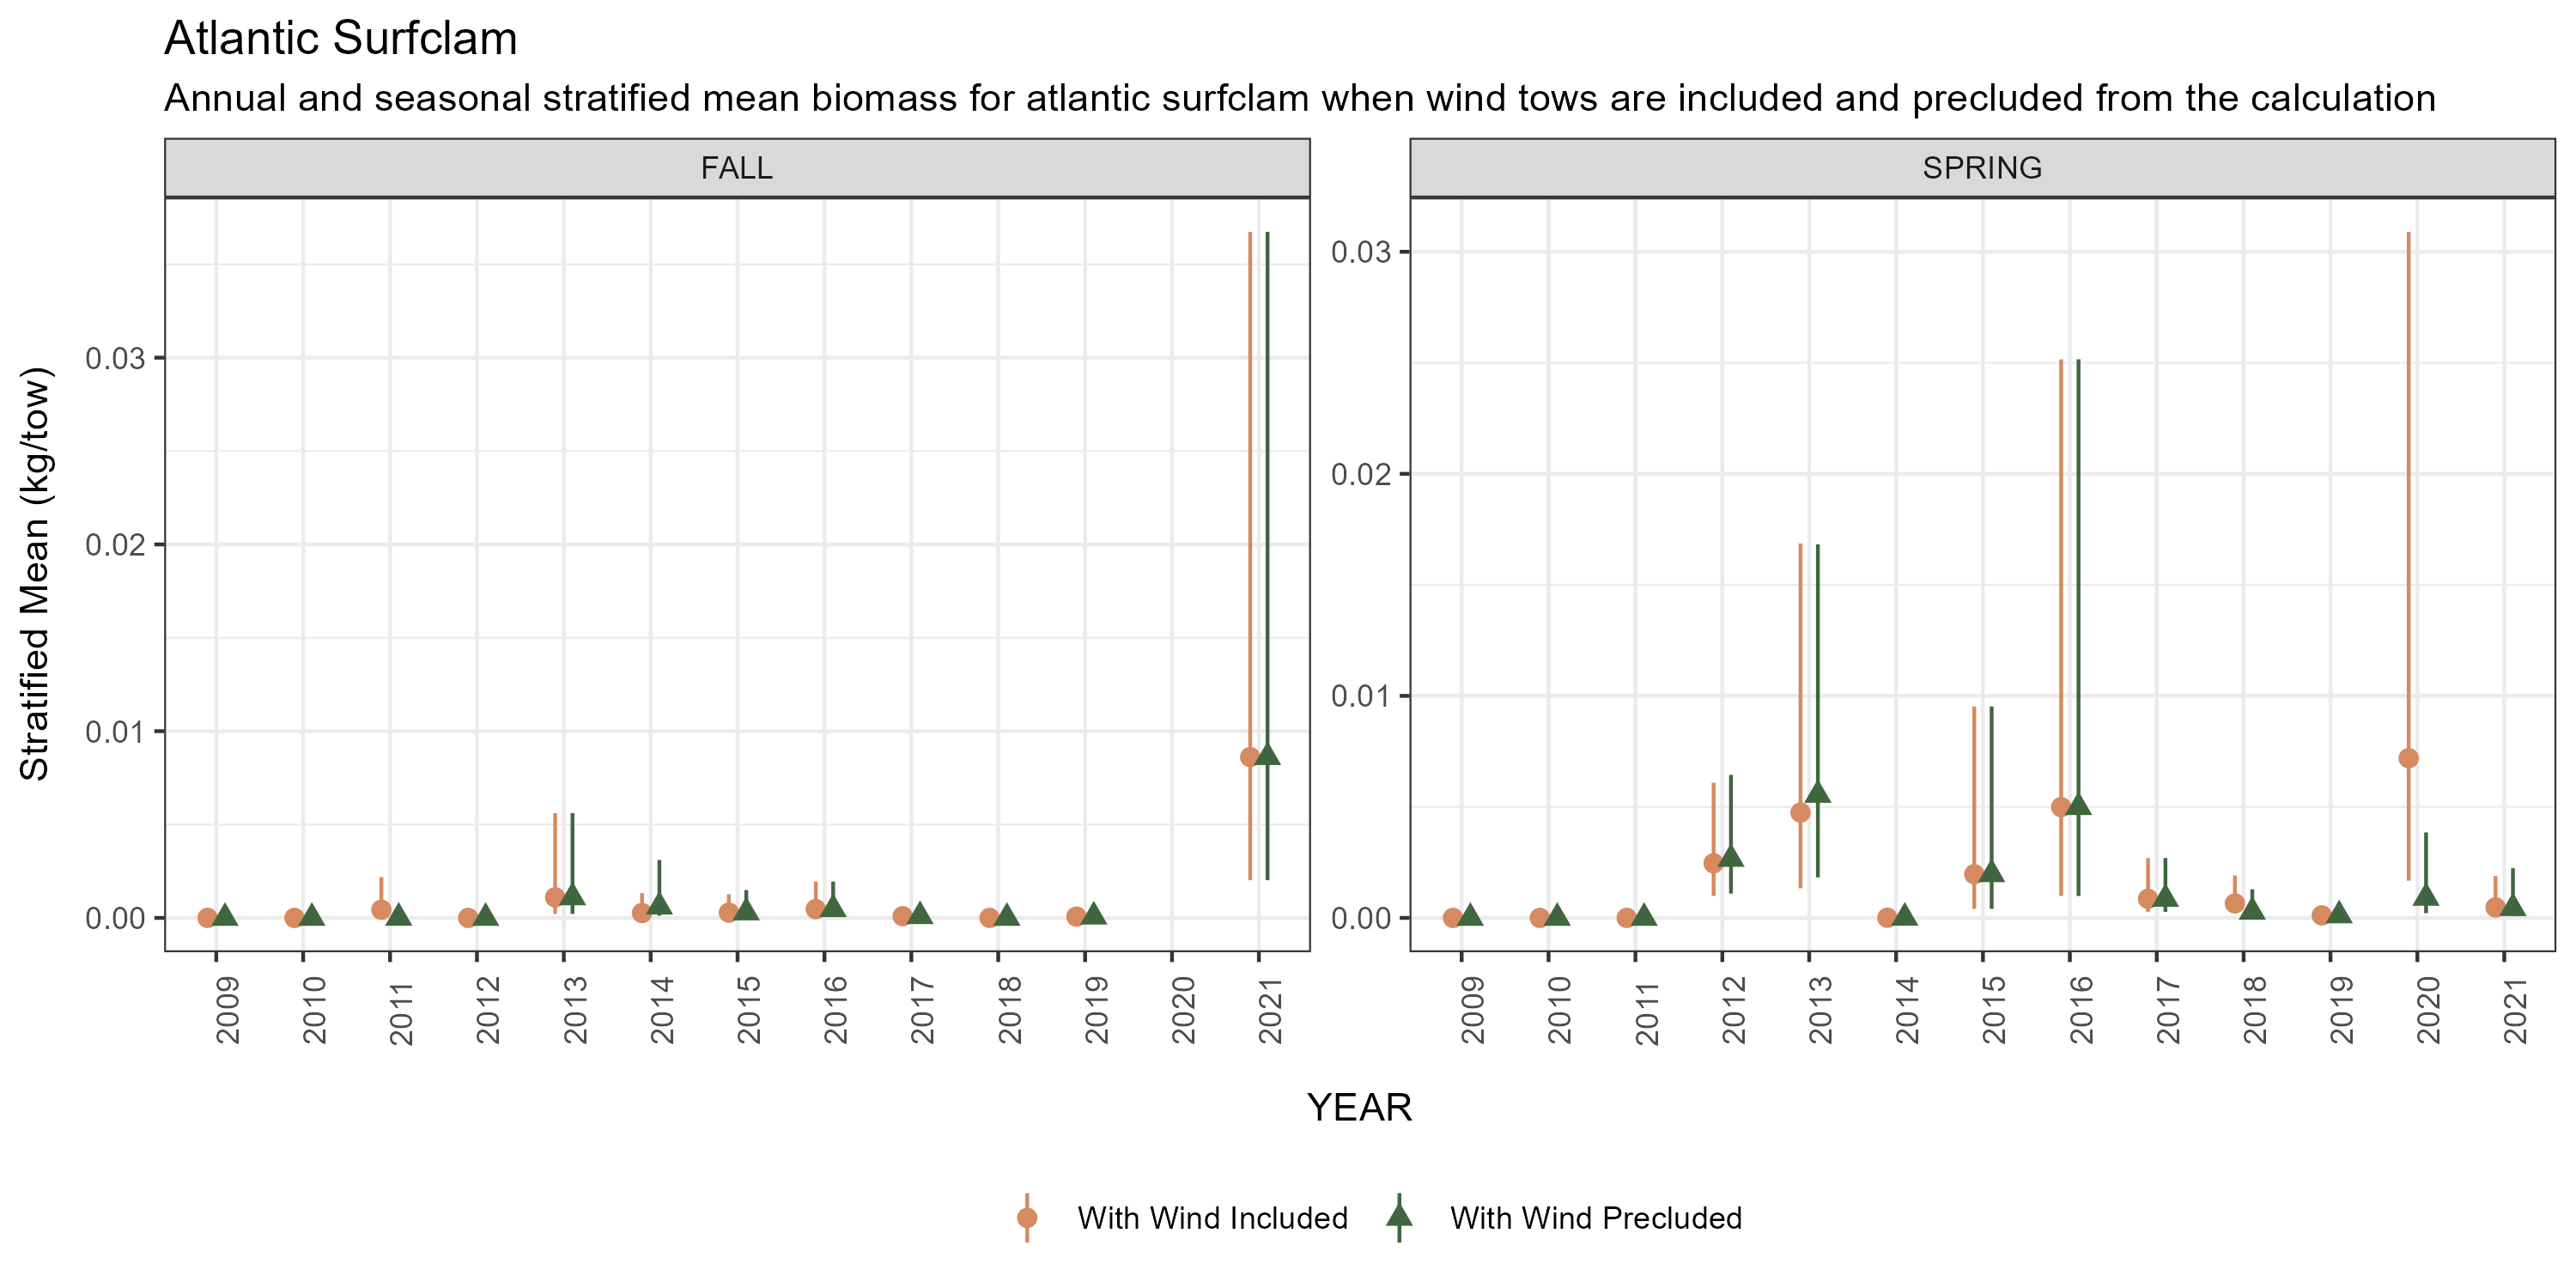 Atlantic Surfclam
Annual and seasonal stratified mean biomass for atlantic surfclam when wind tows are included and precluded from the calculation
FALL
SPRING
Stratified Mean (kg/tow)
0.03
0.02
0.01
0.00
0.03
0.02
0.01
0.00
2009 2010 2011 2012 2013 2014 2015 2016 2017 2018 2019 2020 2021
2009 2010 2011 2012 2013 2014 2015 2016 2017 2018 2019 2020 2021
YEAR
With Wind Included
With Wind Precluded